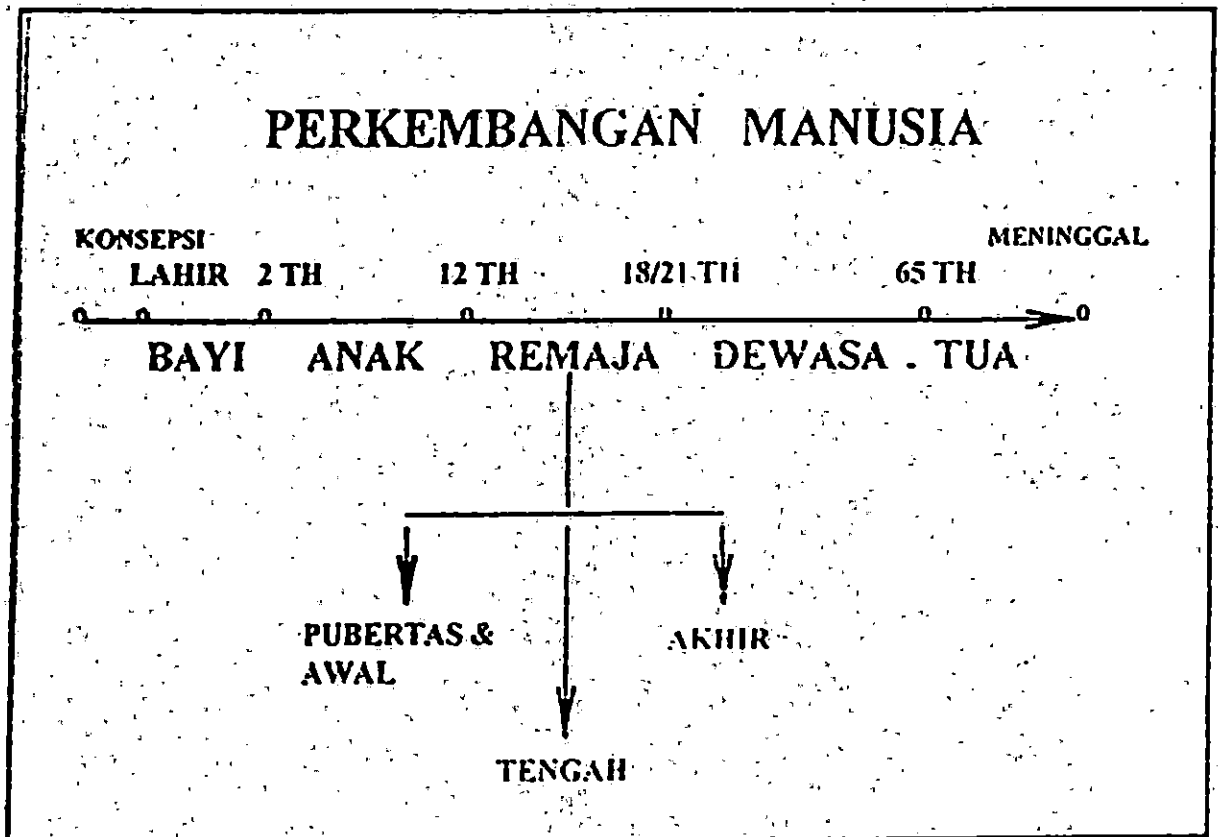 PERKEMBANGAN MANUSIA
KONSEPSI MENINGGAL
LAHIR 2 TH 12 TH 18/21 TH 65 TH
BAYI ANAK REMAJA DEWASA . TUA
PUBERTAS & AKHIR
AWAL
TENGAH